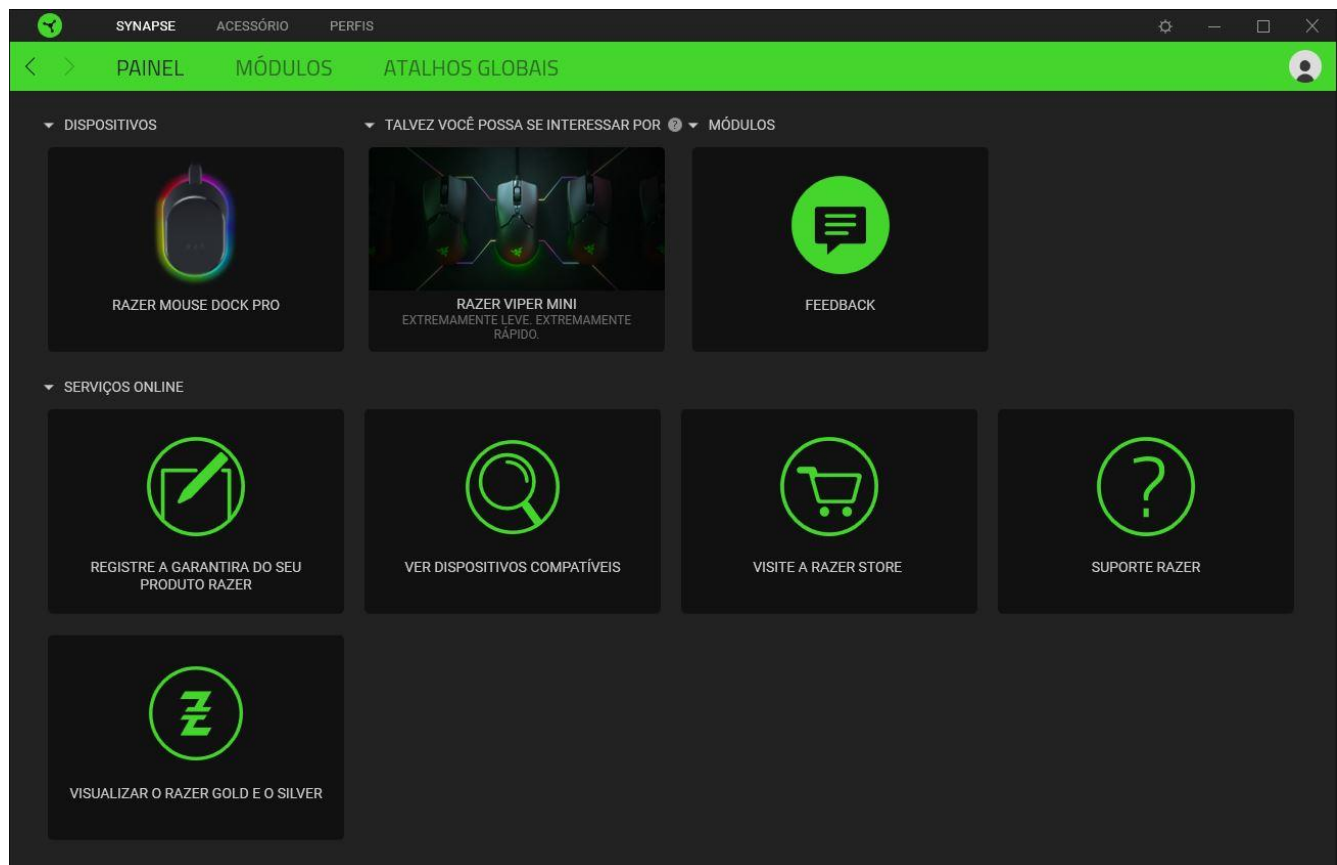 SYNAPSE ACESSÓRIO PERFIS
PAINEL MÓDULOS ATALHOS GLOBAIS
DISPOSITIVOS
TALVEZ VOCÊ POSSA SE INTERESSAR POR ?
MÓDULOS
RAZER MOUSE DOCK PRO
RAZER VIPER MINI
EXTREMAMENTE LEVE. EXTREMAMENTE
RÁPIDO.
FEEDBACK
SERVIÇOS ONLINE
REGISTRE A GARANTIRA DO SEU
PRODUTO RAZER
VER DISPOSITIVOS COMPATÍVEIS
VISITE A RAZER STORE
SUPORTE RAZER
VISUALIZAR O RAZER GOLD E O SILVER